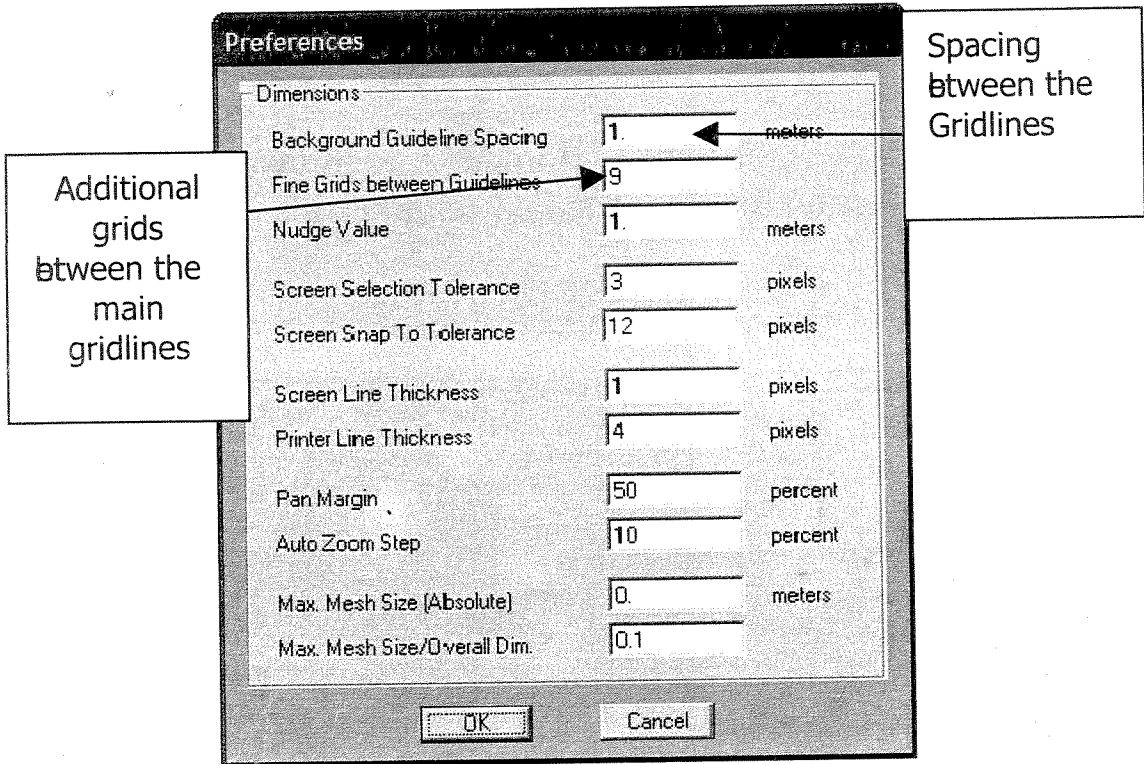 Preferences
Dimensions
Background Guideline Spacing 1. meters
Fine Grids between Guidelines 9
Nudge Value 1. meters
Screen Selection Tolerance 3 pixels
Screen Snap To Tolerance 12 pixels
Screen Line Thickness 1 pixels
Printer Line Thickness 4 pixels
Pan Margin 50 percent
Auto Zoom Step 10 percent
Max. Mesh Size (Absolute) 0. meters
Max. Mesh Size/Overall Dim. 0.1
OK Cancel
Additional
grids
btween the
main
gridlines
Spacing
btween the
Gridlines